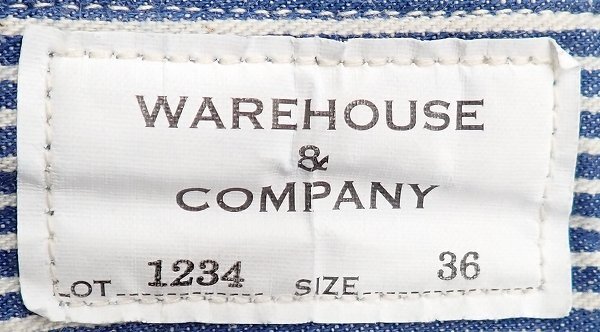 WAREHOUSE
&
COMPANY
LOT 1234 SIZE 36